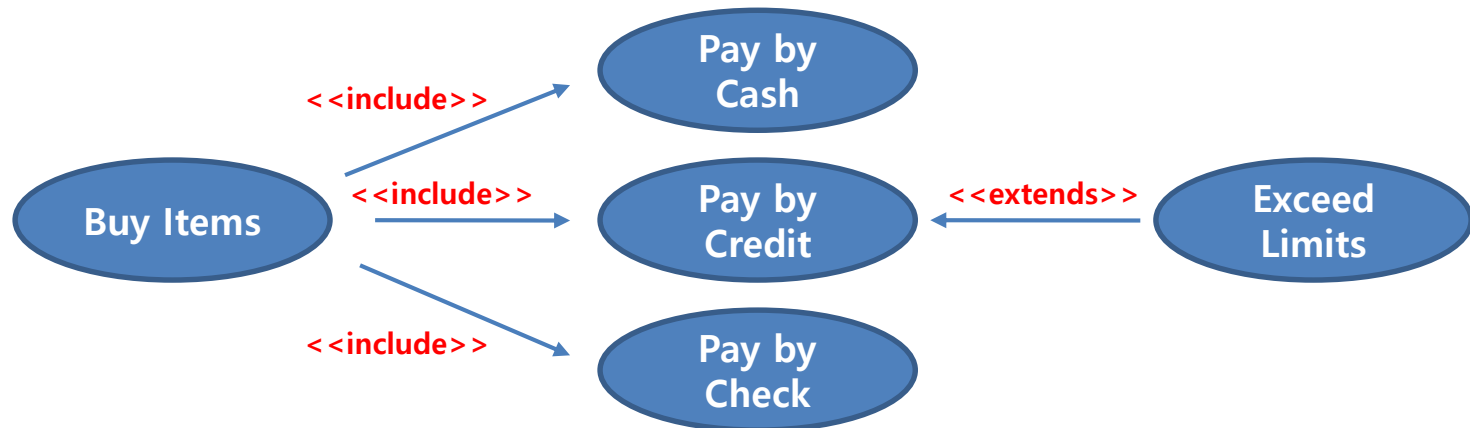 Pay by
Cash
<<include>>
Buy Items
<<include>>
Pay by
Credit
<<extends>>
Exceed
Limits
<<include>>
Pay by
Check